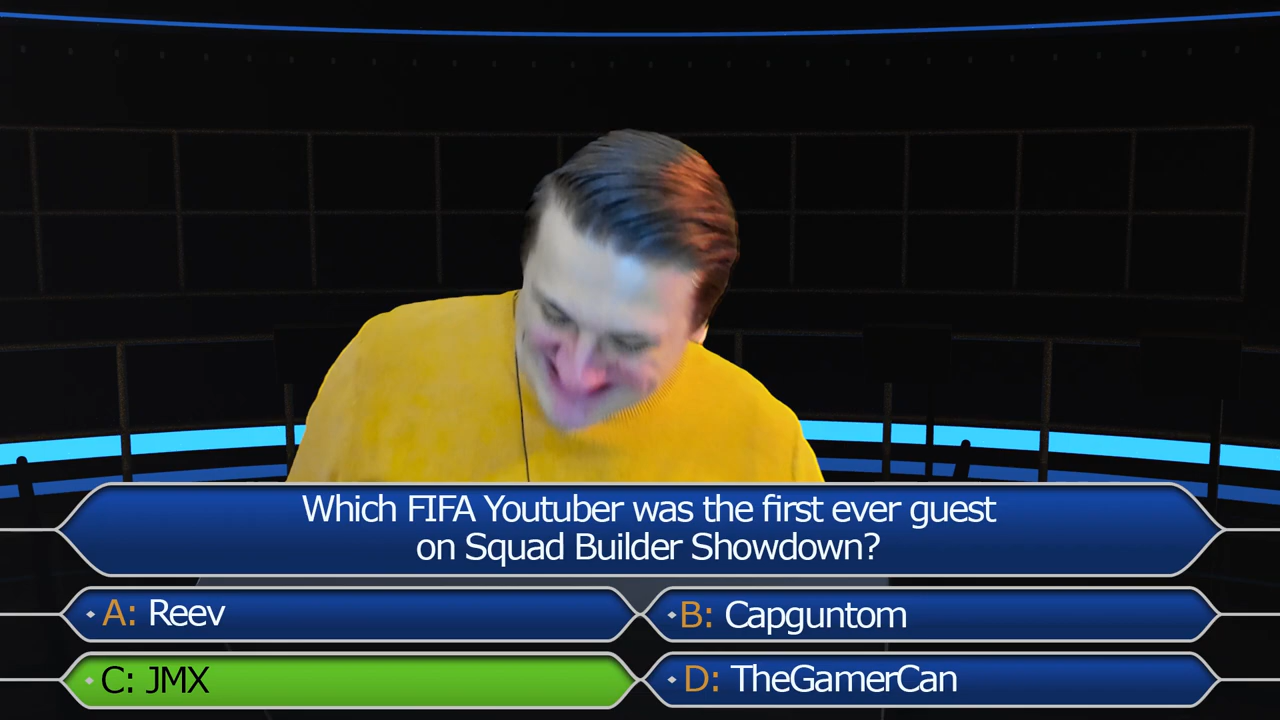 Which FIFA Youtuber was the first ever guest
on Squad Builder Showdown?
A: Reev
B: Capguntom
C: JMX
D: TheGamerCan